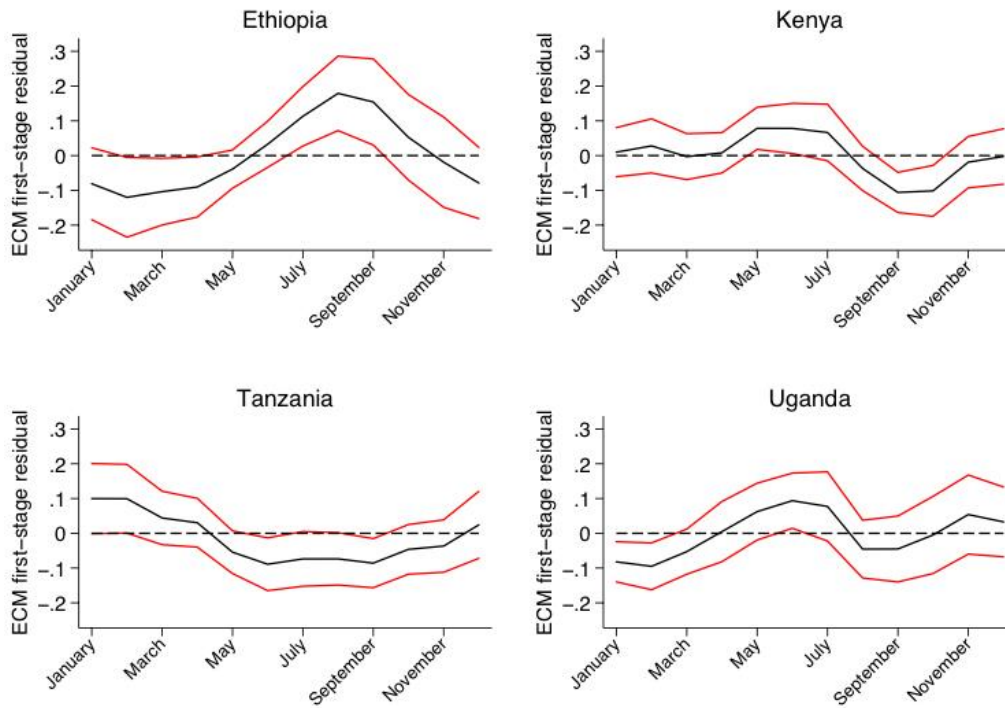 Ethiopia
ECM first−stage residual
.3
.2
.1
0
−.1
−.2
January
March
May
July
September
November
Kenya
ECM first−stage residual
.3
.2
.1
0
−.1
−.2
January
March
May
July
September
November
Tanzania
ECM first−stage residual
.3
.2
.1
0
−.1
−.2
January
March
May
July
September
November
Uganda
ECM first−stage residual
.3
.2
.1
0
−.1
−.2
January
March
May
July
September
November